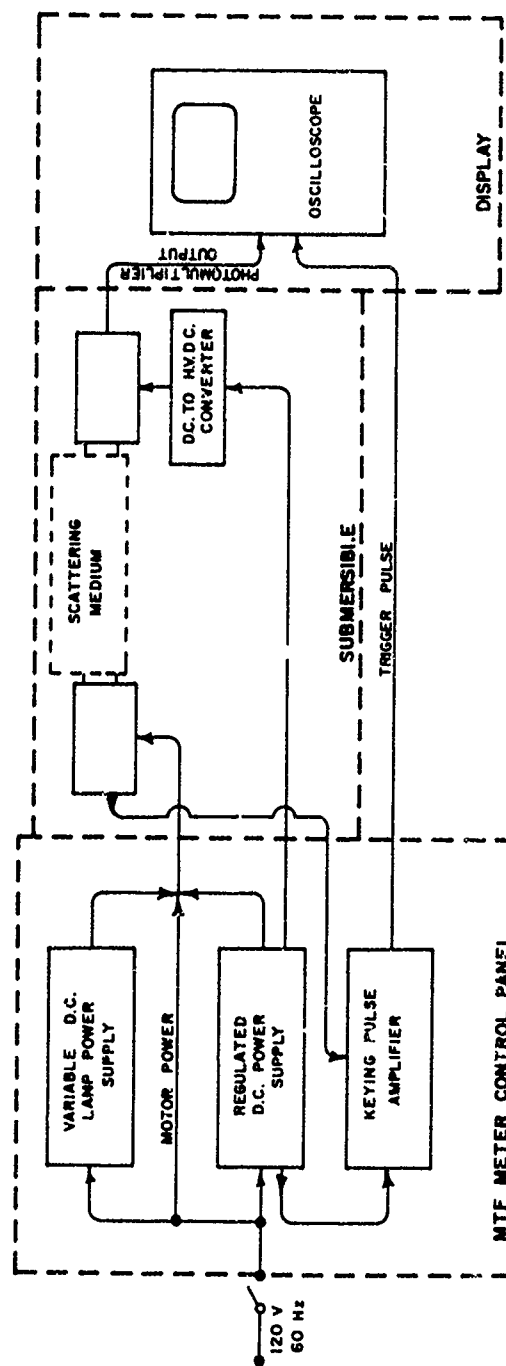 120 V
60 Hz
VARIABLE D.C.
LAMP POWER
SUPPLY
MOTOR POWER
REGULATED
D.C. POWER
SUPPLY
KEYING PULSE
AMPLIFIER
MTF METER CONTROL PANEL
SCATTERING
MEDIUM
D.C. TO H.V.D.C.
CONVERTER
SUBMERSIBLE
TRIGGER PULSE
PHOTOMULTIPLIER
OUTPUT
OSCILLOSCOPE
DISPLAY